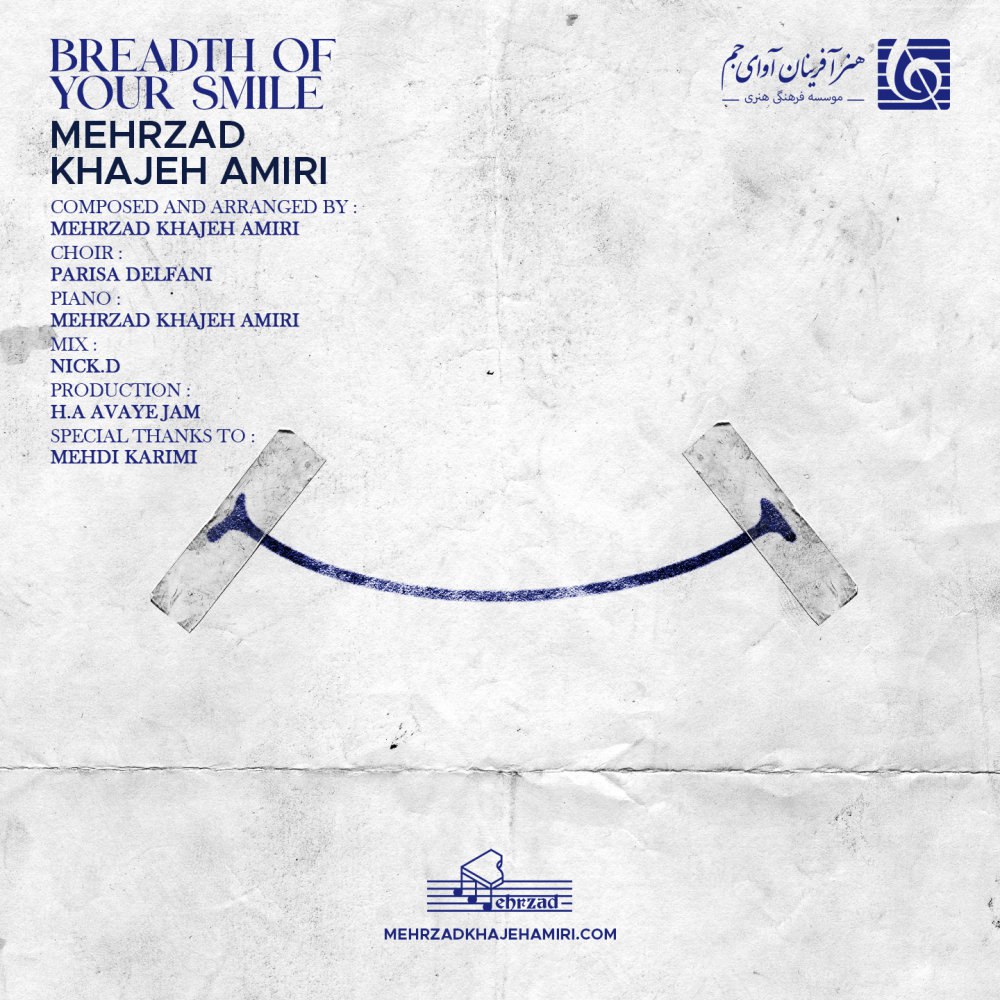 BREADTH OF
YOUR SMILE
MEHRZAD
KHAJEH AMIRI
COMPOSED AND ARRANGED BY :
MEHRZAD KHAJEH AMIRI
CHOIR :
PARISA DELFANI
PIANO :
MEHRZAD KHAJEH AMIRI
MIX :
NICK.D
PRODUCTION :
H.A AVAYE JAM
SPECIAL THANKS TO :
MEHDI KARIMI
هنرآفرینان آوای جم
موسسه فرهنگی هنری
ehrzad
MEHRZADKHAJEHAMIRI.COM